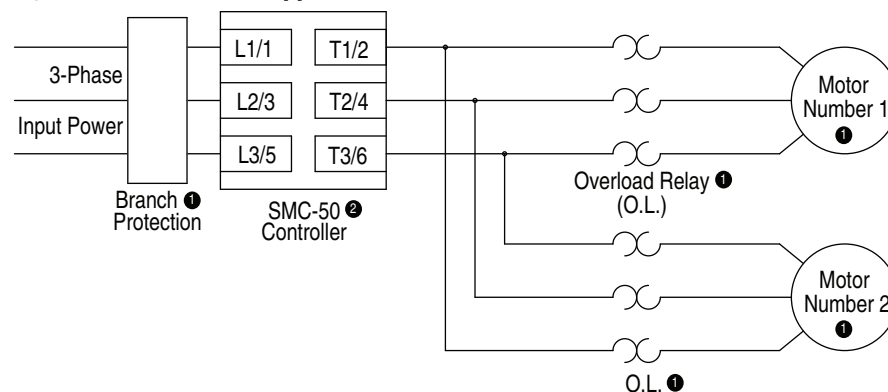 L1/1
T1/2
3-Phase
L2/3
T2/4
Motor
Number 1
❶
Input Power
L3/5
T3/6
Branch ❶
Protection
SMC-50 ❷
Controller
Overload Relay ❶
(O.L.)
Motor
Number 2
❶
O.L. ❶